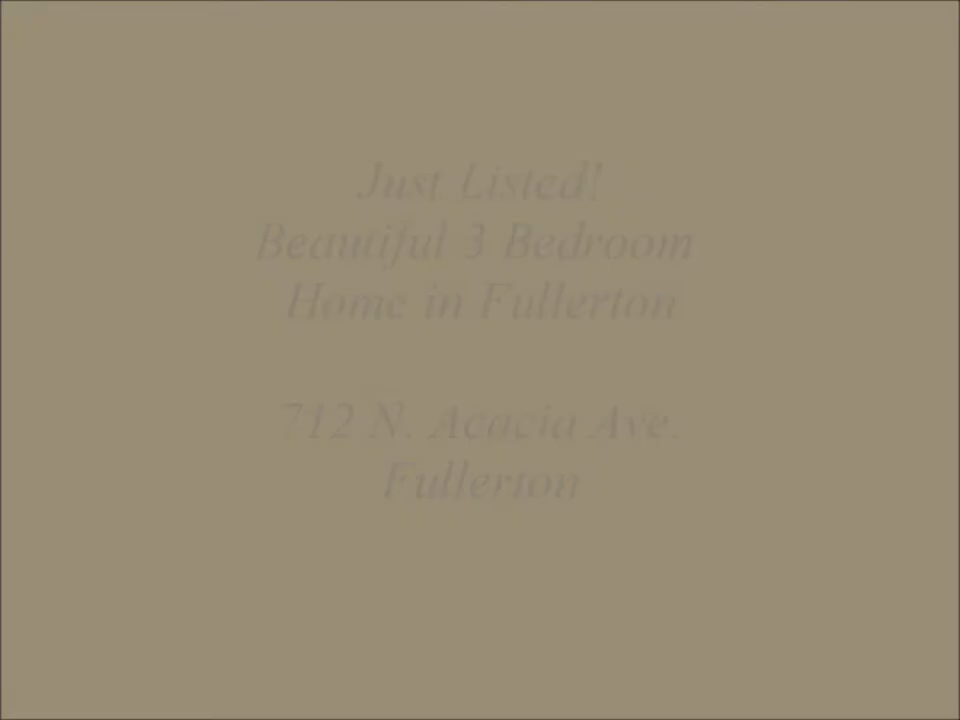 Just Listed!
Beautiful 3 Bedroom
Home in Fullerton
712 N. Acacia Ave.
Fullerton